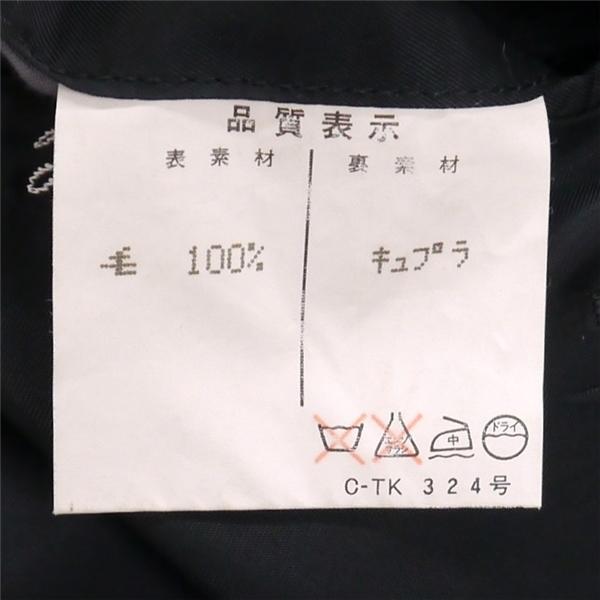 品質表示
表素材 裏素材
毛 100% キュプラ
中 ドライ
C-TK 324号